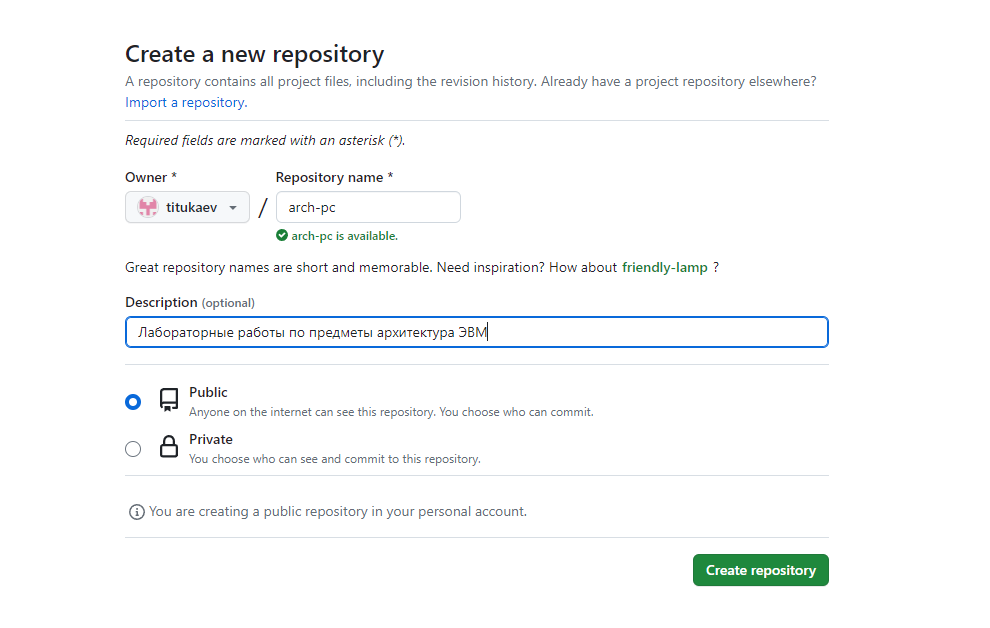 Create a new repository
A repository contains all project files, including the revision history. Already have a project repository elsewhere?
Import a repository.
Required fields are marked with an asterisk (*).
Owner * Repository name *
titukaev / arch-pc
arch-pc is available.
Great repository names are short and memorable. Need inspiration? How about friendly-lamp ?
Description (optional)
Лабораторные работы по предметы архитектура ЭВМ
Public
Anyone on the internet can see this repository. You choose who can commit.
Private
You choose who can see and commit to this repository.
You are creating a public repository in your personal account.
Create repository